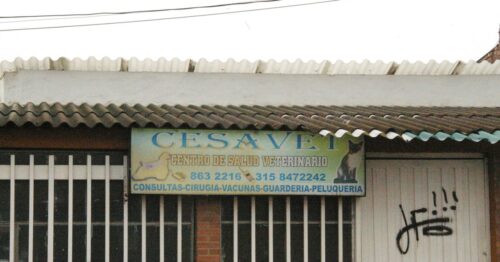 CESAVET
CENTRO DE SALUD VETERINARIO
863 2216 - 315 8472242
CONSULTAS-CIRUGIA-VACUNAS-GUARDERIA-PELUQUERIA